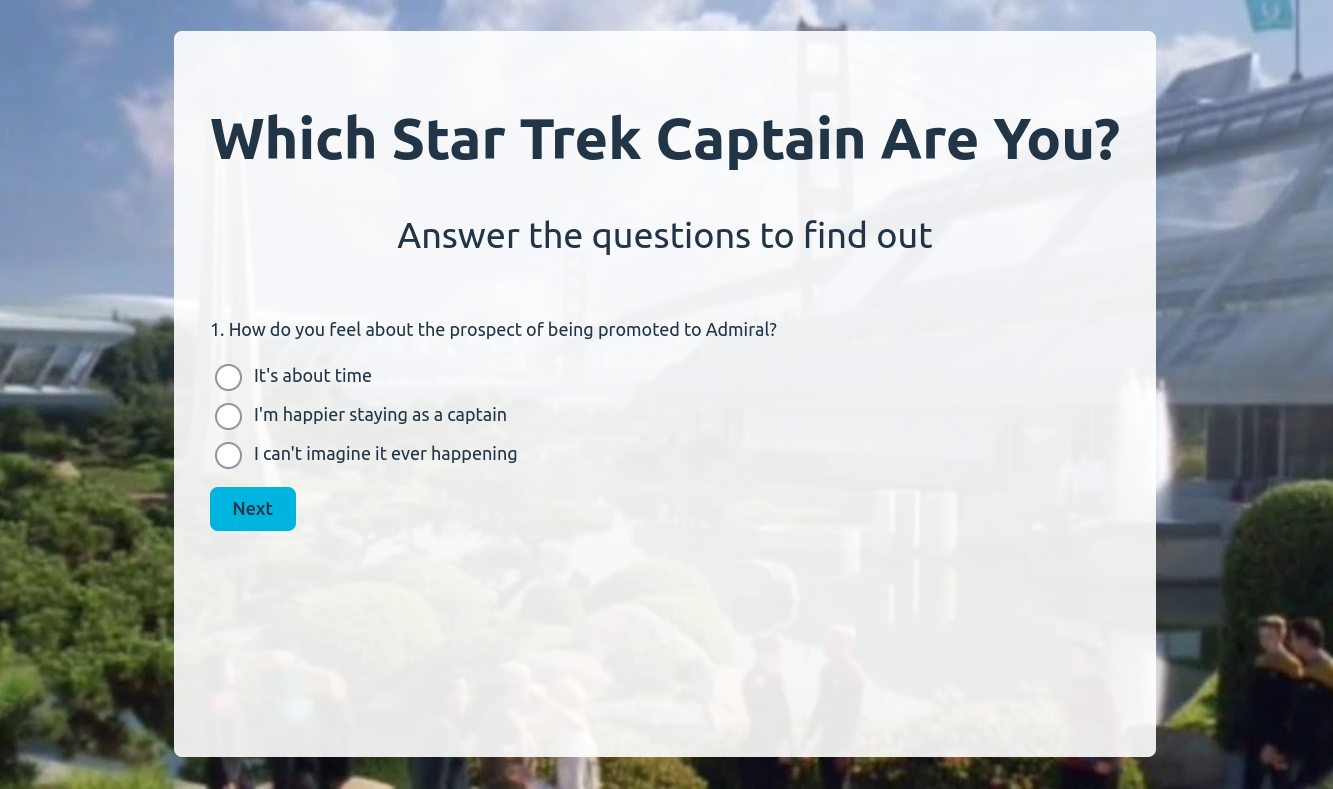 Which Star Trek Captain Are You?
Answer the questions to find out
1. How do you feel about the prospect of being promoted to Admiral?
It's about time
I'm happier staying as a captain
I can't imagine it ever happening
Next